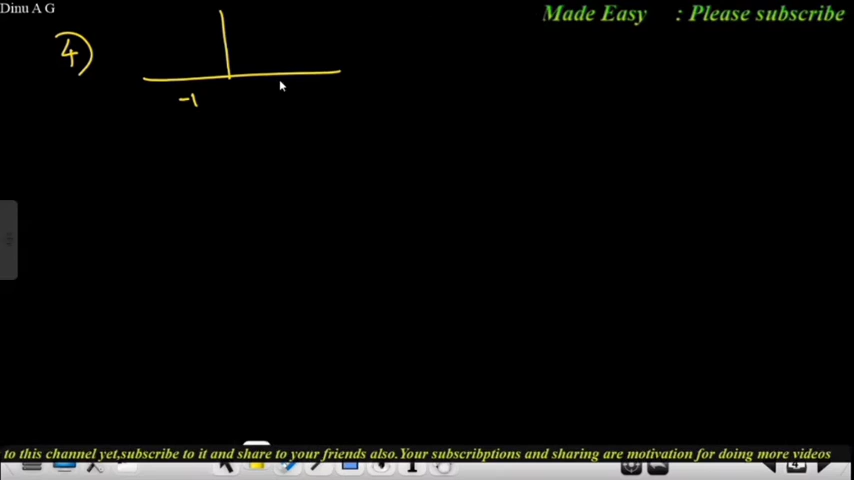 Dinu A G
Made Easy : Please subscribe
4)
-1
to this channel yet,subscribe to it and share to your friends also.Your subscribptions and sharing are motivation for doing more videos